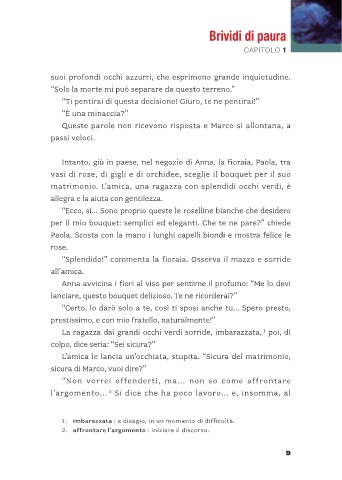 Brividi di paura
CAPITOLO 1
suoi profondi occhi azzurri, che esprimono grande inquietudine.
“Solo la morte mi può separare da questo terreno.”
“Ti pentirai di questa decisione! Giuro, te ne pentirai!”
“È una minaccia?”
Queste parole non ricevono risposta e Marco si allontana, a
passi veloci.
Intanto, giù in paese, nel negozio di Anna, la fioraia, Paola, tra
vasi di rose, di gigli e di orchidee, sceglie il bouquet per il suo
matrimonio. L’amica, una ragazza con splendidi occhi verdi, è
allegra e la aiuta con gentilezza.
“Ecco, sì... Sono proprio queste le roselline bianche che desidero
per il mio bouquet: semplici ed eleganti. Che te ne pare?” chiede
Paola. Scosta con la mano i lunghi capelli biondi e mostra felice le
rose.
“Splendido!” commenta la fioraia. Osserva il mazzo e sorride
all’amica.
Anna avvicina i fiori al viso per sentirne il profumo: “Me lo devi
lanciare, questo bouquet delizioso. Te ne ricorderai?”
“Certo, lo darò solo a te, così ti sposi anche tu... Spero presto,
prestissimo, e con mio fratello, naturalmente!”
La ragazza dai grandi occhi verdi sorride, imbarazzata,¹ poi, di
colpo, dice seria: “Sei sicura?”
L’amica le lancia un’occhiata, stupita. “Sicura del matrimonio,
sicura di Marco, vuoi dire?”
“Non vorrei offenderti, ma... non so come affrontare
l’argomento...² Si dice che ha poco lavoro... e, insomma, al
1. imbarazzata : a disagio, in un momento di difficoltà.
2. affrontare l’argomento : iniziare il discorso.
9